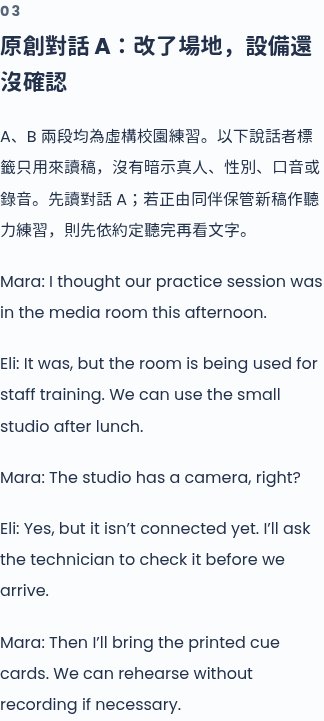 03
原創對話 A：改了場地，設備還
沒確認
A、B 兩段均為虛構校園練習。以下說話者標
籤只用來讀稿，沒有暗示真人、性別、口音或
錄音。先讀對話 A；若正由同伴保管新稿作聽
力練習，則先依約定聽完再看文字。
Mara: I thought our practice session was
in the media room this afternoon.
Eli: It was, but the room is being used for
staff training. We can use the small
studio after lunch.
Mara: The studio has a camera, right?
Eli: Yes, but it isn’t connected yet. I’ll ask
the technician to check it before we
arrive.
Mara: Then I’ll bring the printed cue
cards. We can rehearse without
recording if necessary.